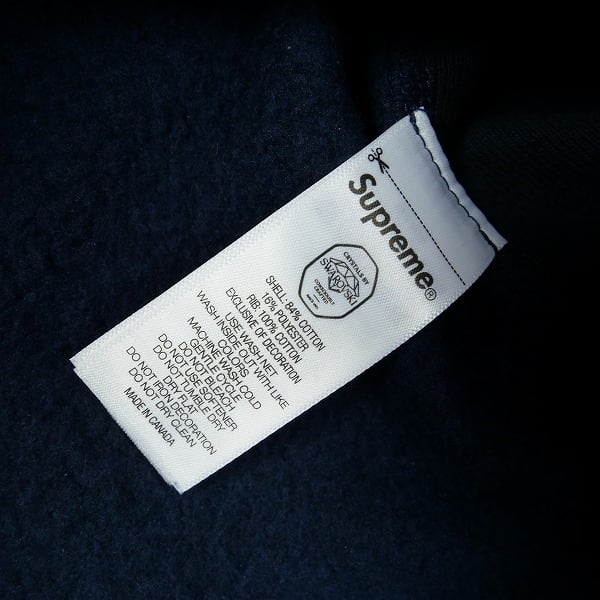 Supreme®
CRYSTALS BY
SWAROVSKI
CONSCIOUSLY
CRAFTED
SHELL: 84% COTTON
16% POLYESTER
RIB: 100% COTTON
EXCLUSIVE OF DECORATION
USE WASH NET
WASH INSIDE OUT WITH LIKE
COLORS
MACHINE WASH COLD
GENTLE CYCLE
DO NOT BLEACH
DO NOT USE SOFTENER
DO NOT TUMBLE DRY
DRY FLAT
DO NOT IRON DECORATION
DO NOT DRY CLEAN
MADE IN CANADA